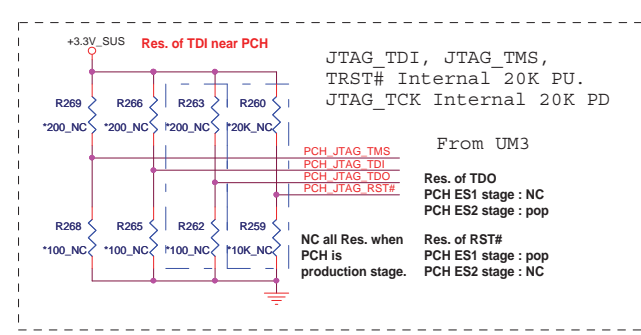 +3.3V_SUS
Res. of TDI near PCH
JTAG_TDI, JTAG_TMS,
TRST# Internal 20K PU.
JTAG_TCK Internal 20K PD
R269
R266
R263
R260
*200_NC
*200_NC
*200_NC
*20K_NC
From UM3
PCH_JTAG_TMS
PCH_JTAG_TDI
PCH_JTAG_TDO
PCH_JTAG_RST#
Res. of TDO
PCH ES1 stage : NC
PCH ES2 stage : pop
R268
R265
R262
R259
*100_NC
*100_NC
*100_NC
*10K_NC
NC all Res. when
PCH is
production stage.
Res. of RST#
PCH ES1 stage : pop
PCH ES2 stage : NC